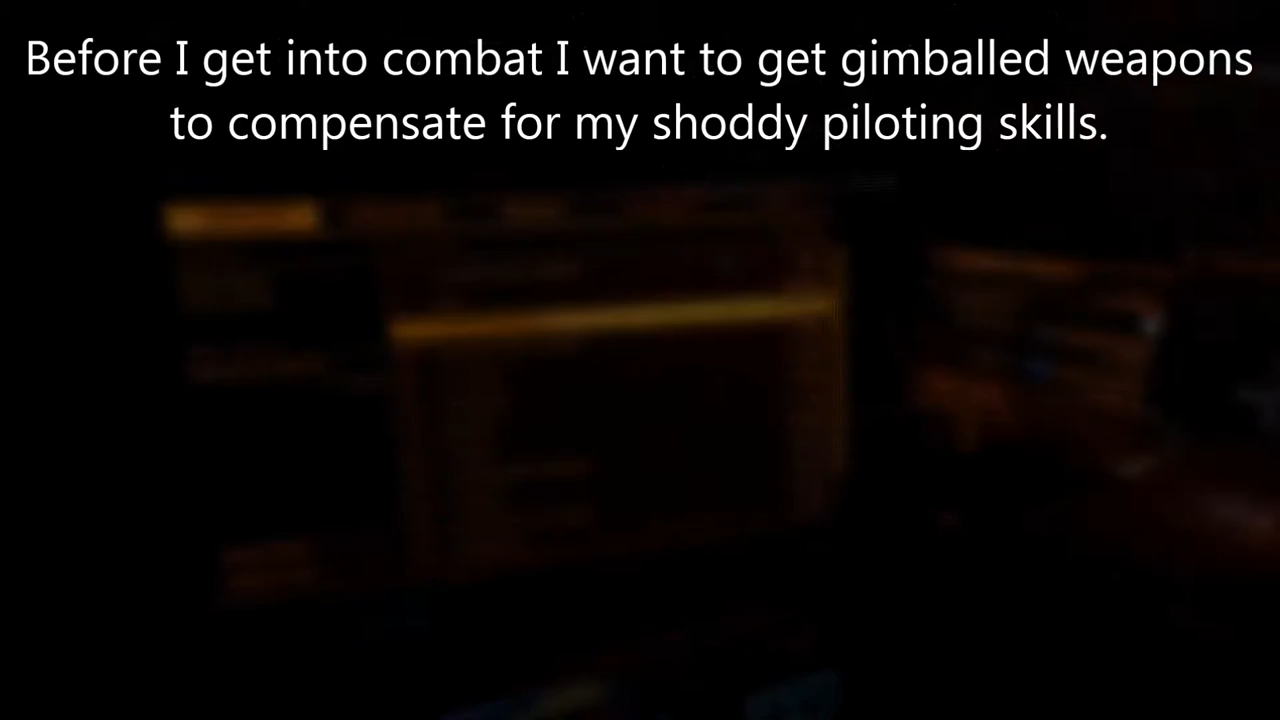 Before I get into combat I want to get gimballed weapons
to compensate for my shoddy piloting skills.